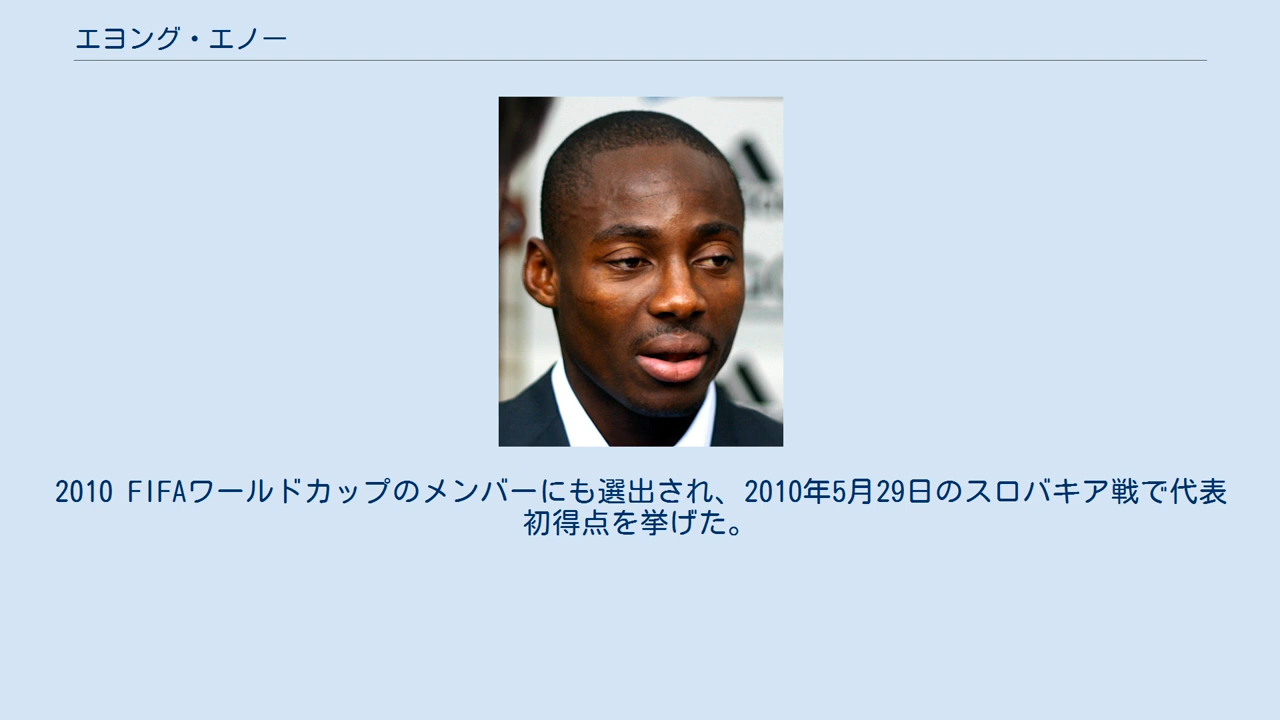 エヨング・エノー
2010 FIFAワールドカップのメンバーにも選出され、2010年5月29日のスロバキア戦で代表
初得点を挙げた。